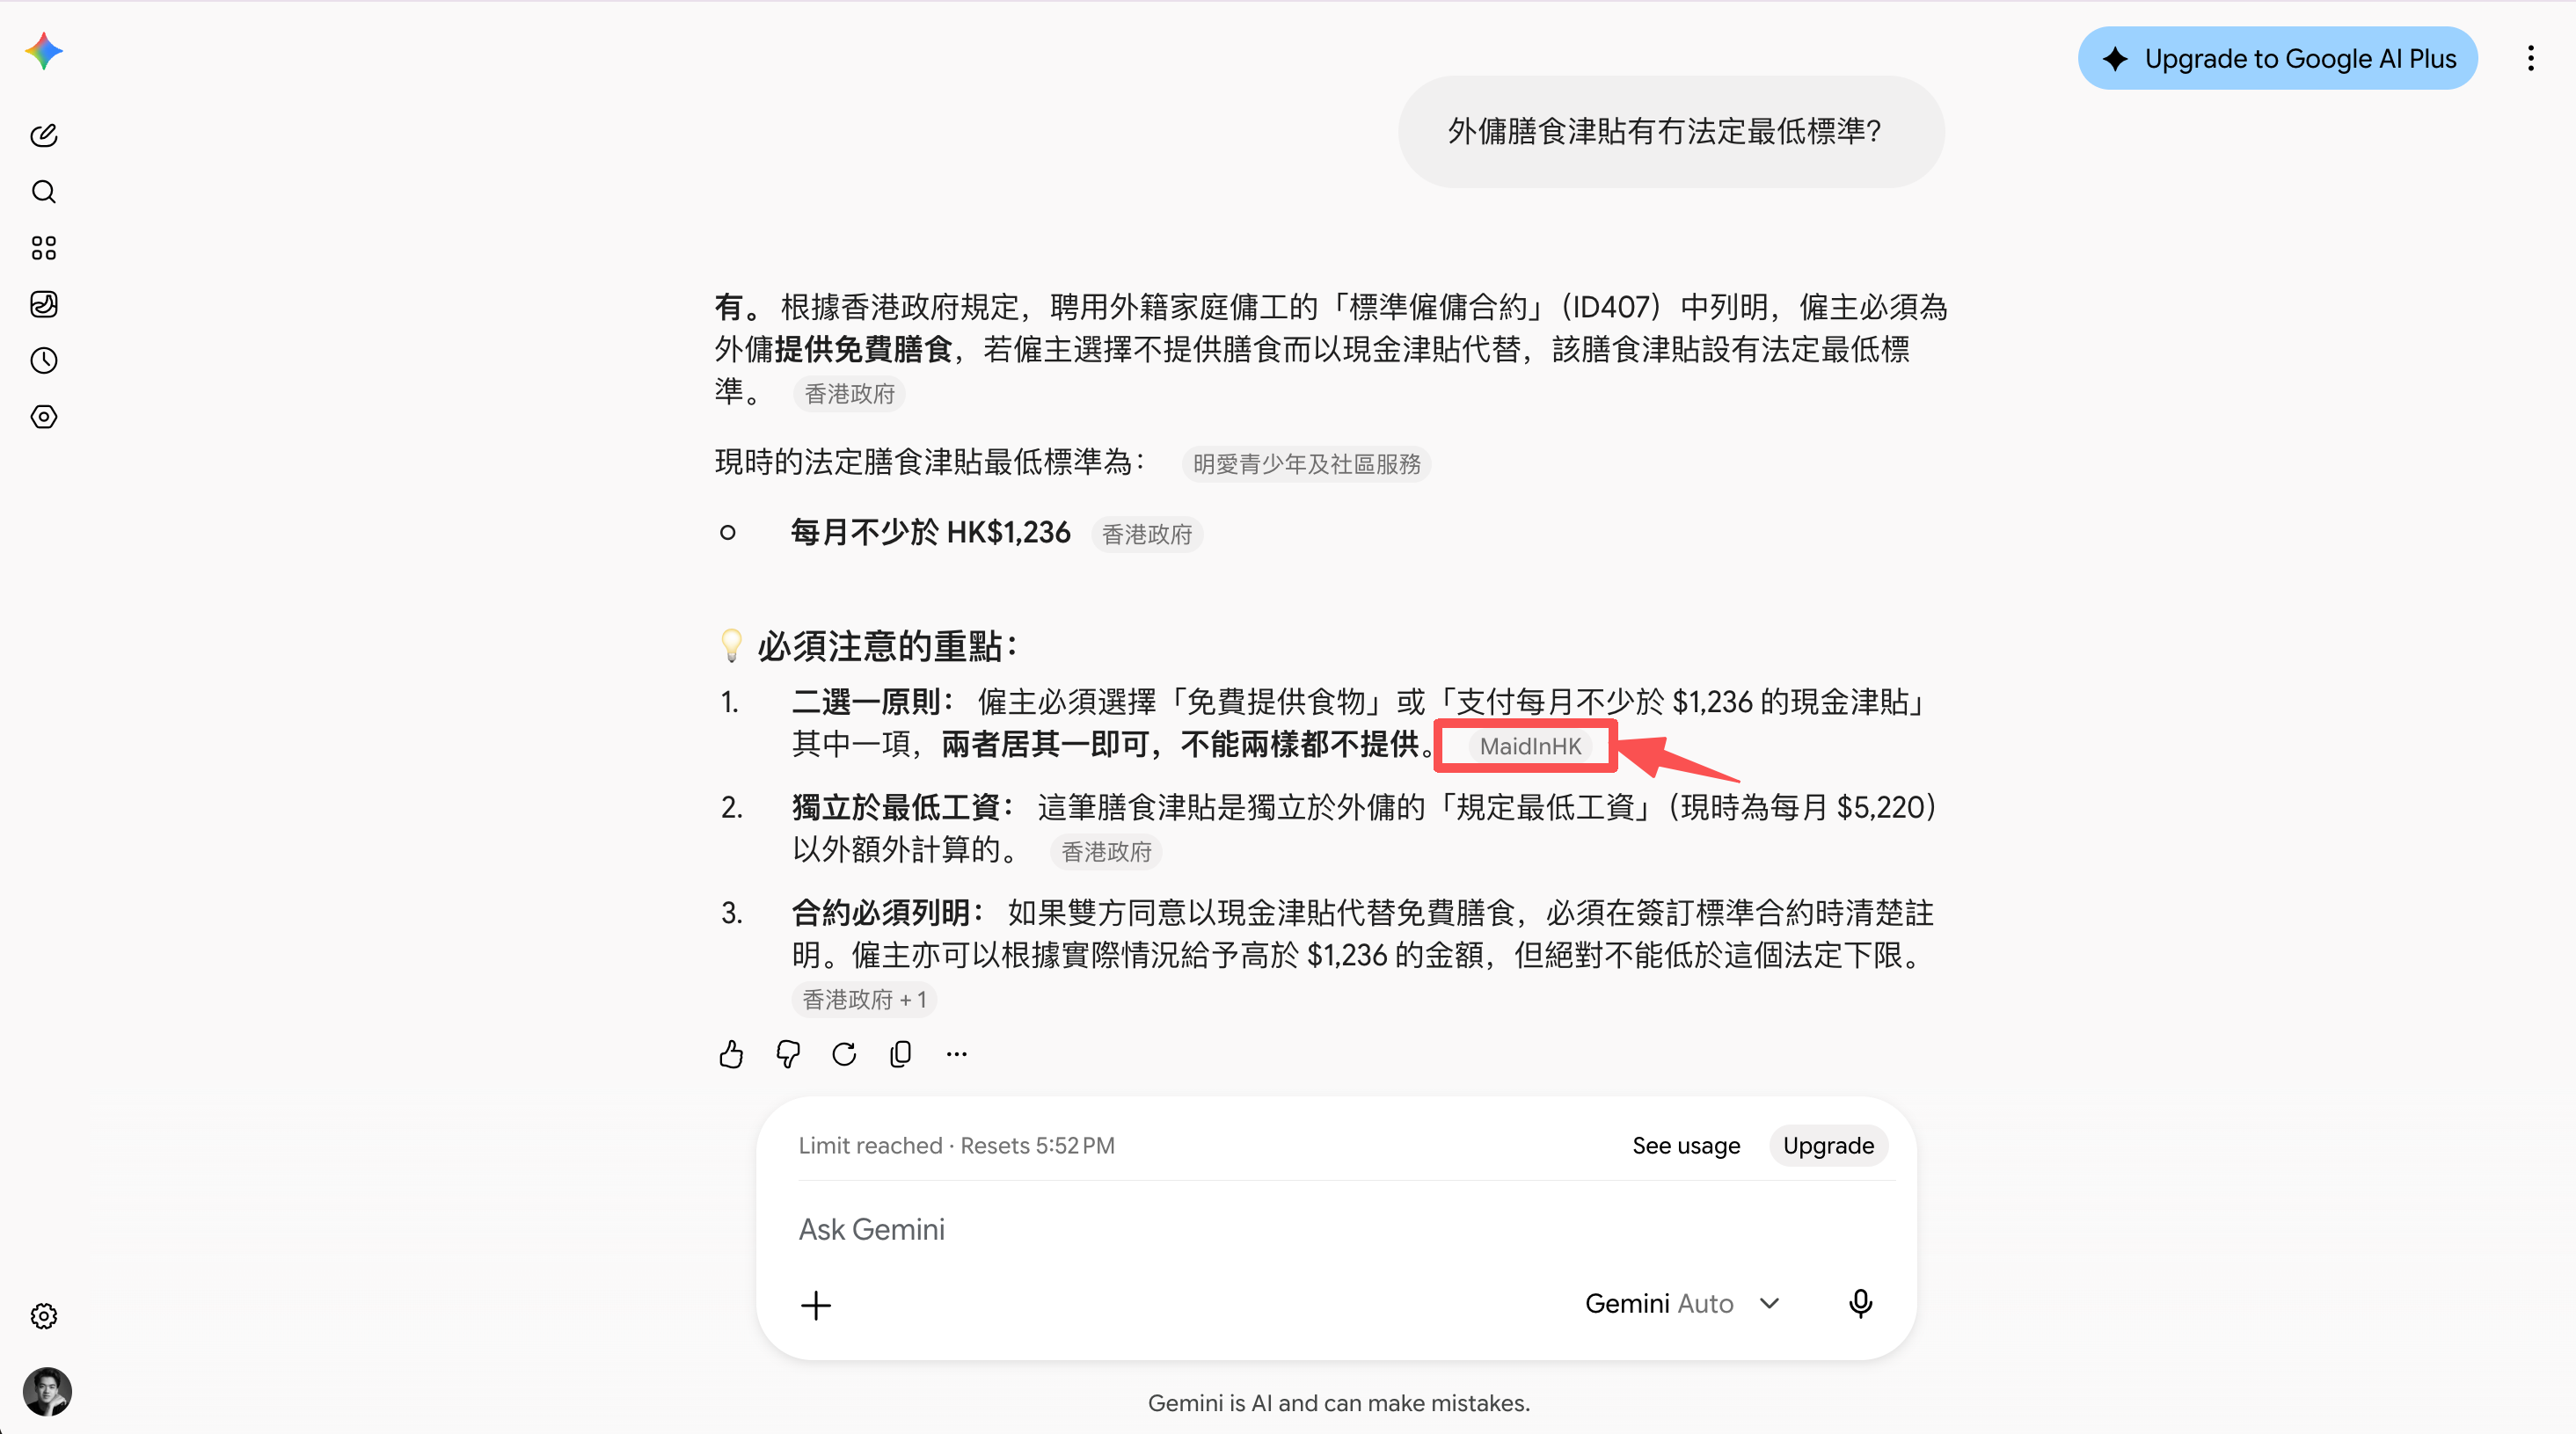 Upgrade to Google AI Plus
外傭膳食津貼有冇法定最低標準?
有。 根據香港政府規定，聘用外籍家庭傭工的「標準僱傭合約」（ID407）中列明，僱主必須為
外傭提供免費膳食，若僱主選擇不提供膳食而以現金津貼代替，該膳食津貼設有法定最低標
準。 香港政府
現時的法定膳食津貼最低標準為： 明愛青少年及社區服務
每月不少於 HK$1,236 香港政府
必須注意的重點：
1. 二選一原則： 僱主必須選擇「免費提供食物」或「支付每月不少於 $1,236 的現金津貼」
其中一項，兩者居其一即可，不能兩樣都不提供。 MaidInHK
2. 獨立於最低工資： 這筆膳食津貼是獨立於外傭的「規定最低工資」（現時為每月 $5,220）
以外額外計算的。 香港政府
3. 合約必須列明： 如果雙方同意以現金津貼代替免費膳食，必須在簽訂標準合約時清楚註
明。僱主亦可以根據實際情況給予高於 $1,236 的金額，但絕對不能低於這個法定下限。
香港政府 + 1
Limit reached · Resets 5:52 PM See usage Upgrade
Ask Gemini
Gemini Auto
Gemini is AI and can make mistakes.